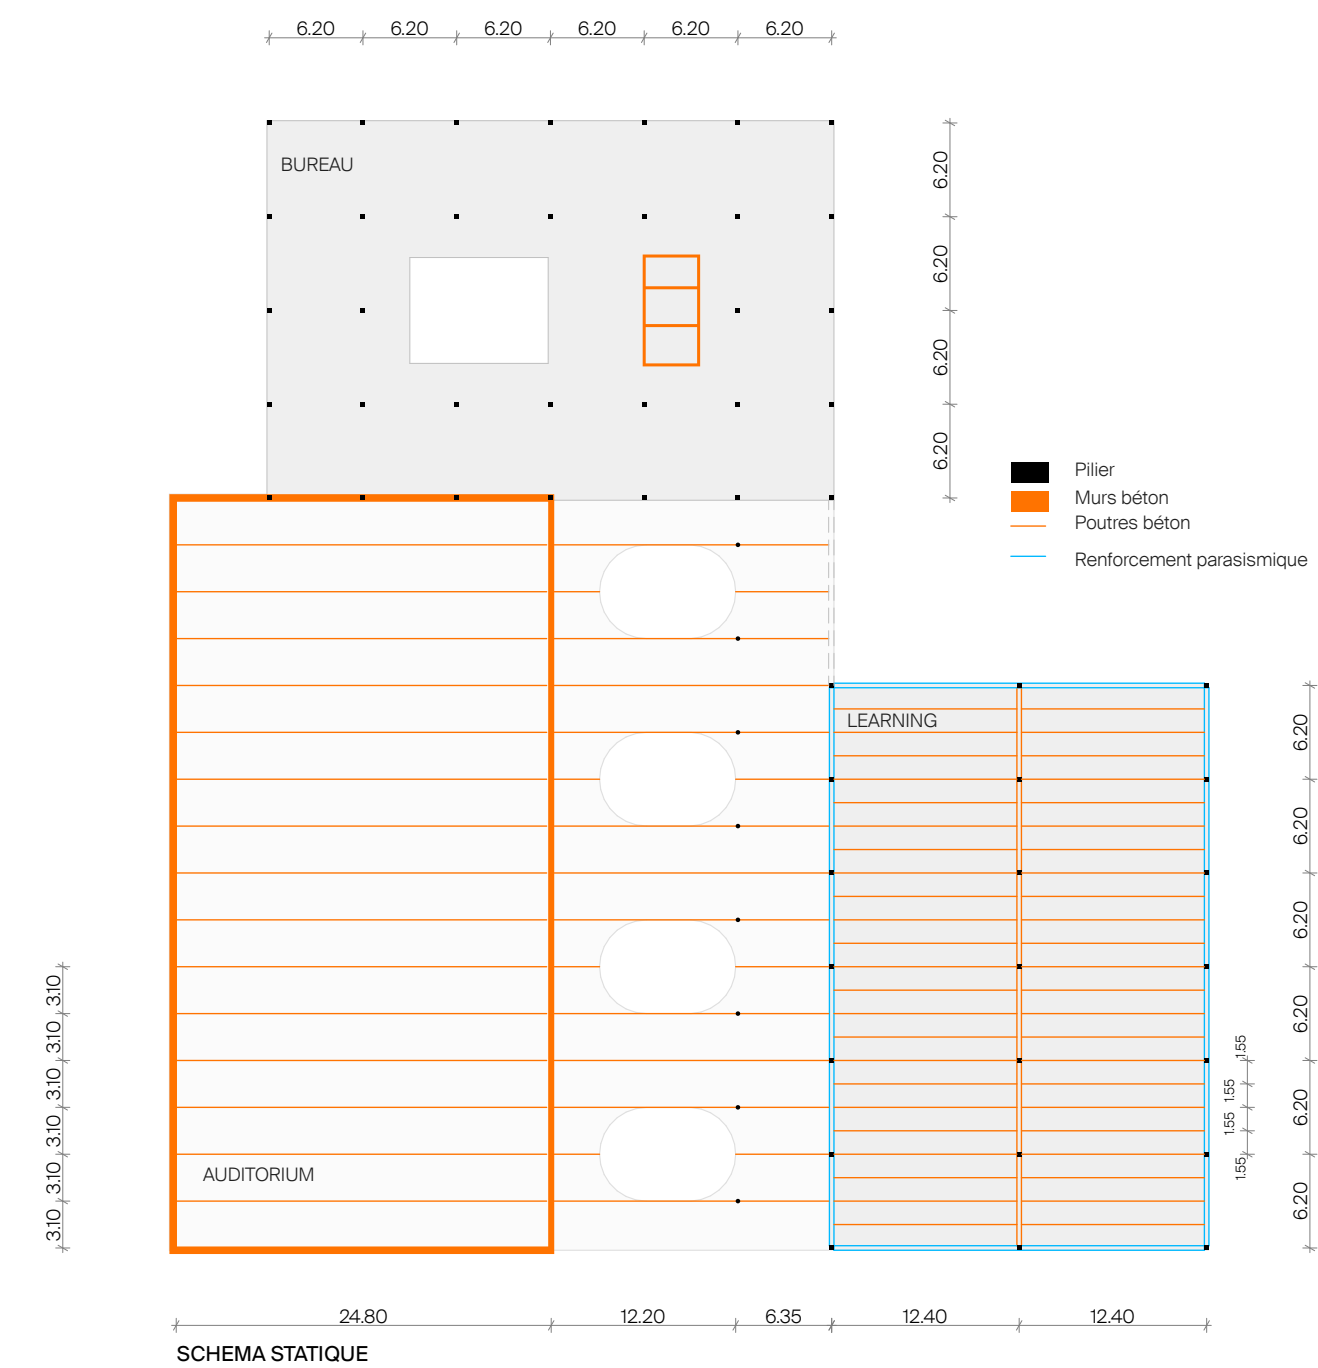 6.20 6.20 6.20 6.20 6.20 6.20
BUREAU
6.20
6.20
6.20
6.20
Pilier
Murs béton
Poutres béton
Renforcement parasismique
LEARNING
6.20
6.20
6.20
6.20
6.20
6.20
3.10
3.10
3.10
3.10
3.10
3.10
1.55
1.55
1.55
1.55
AUDITORIUM
24.80 12.20 6.35 12.40 12.40
SCHEMA STATIQUE